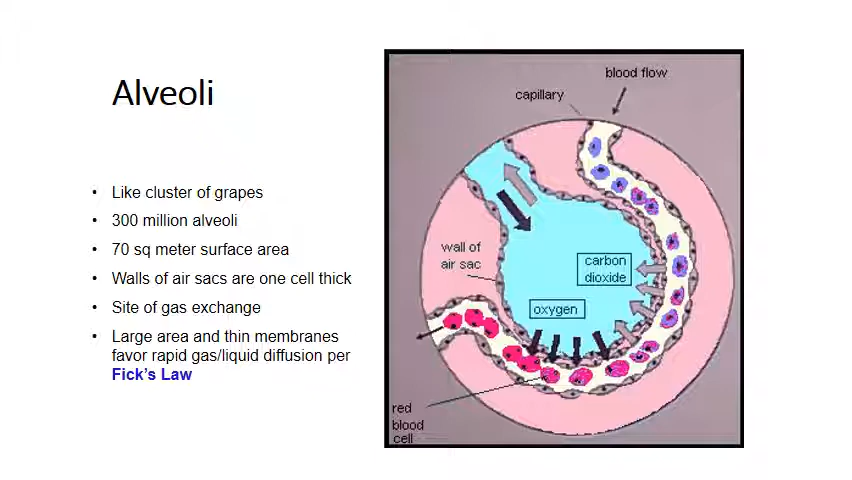 Alveoli
• Like cluster of grapes
• 300 million alveoli
• 70 sq meter surface area
• Walls of air sacs are one cell thick
• Site of gas exchange
• Large area and thin membranes
favor rapid gas/liquid diffusion per
Fick's Law
blood flow
capillary
wall of
air sac
carbon
dioxide
oxygen
red
blood
cell